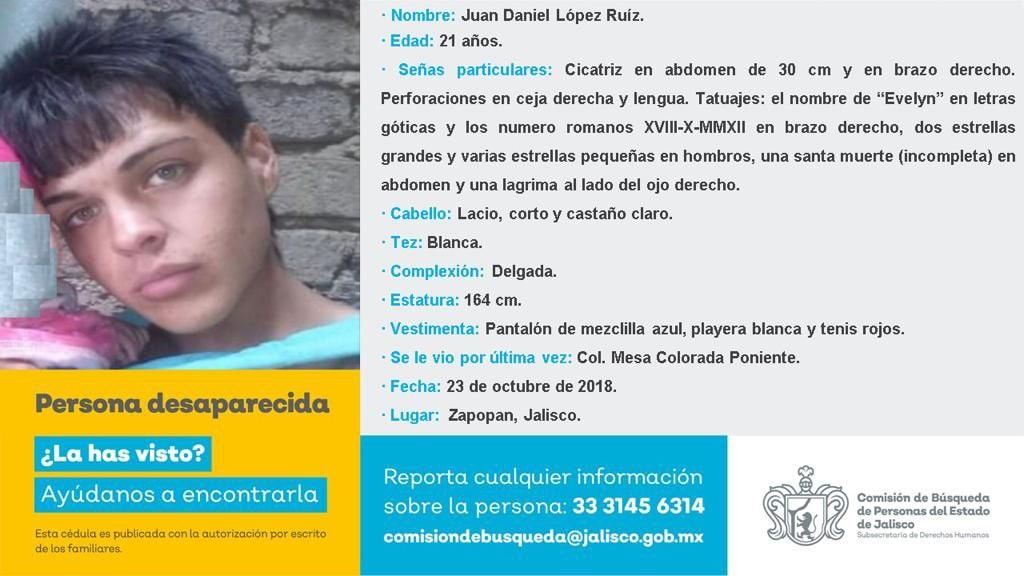 · Nombre: Juan Daniel López Ruíz.
· Edad: 21 años.
· Señas particulares: Cicatriz en abdomen de 30 cm y en brazo derecho.
Perforaciones en ceja derecha y lengua. Tatuajes: el nombre de “Evelyn” en letras
góticas y los numero romanos XVIII-X-MMXII en brazo derecho, dos estrellas
grandes y varias estrellas pequeñas en hombros, una santa muerte (incompleta) en
abdomen y una lagrima al lado del ojo derecho.
· Cabello: Lacio, corto y castaño claro.
· Tez: Blanca.
· Complexión: Delgada.
· Estatura: 164 cm.
· Vestimenta: Pantalón de mezclilla azul, playera blanca y tenis rojos.
· Se le vio por última vez: Col. Mesa Colorada Poniente.
· Fecha: 23 de octubre de 2018.
· Lugar: Zapopan, Jalisco.
Persona desaparecida
¿La has visto?
Ayúdanos a encontrarla
Esta cédula es publicada con la autorización por escrito
de los familiares.
Reporta cualquier información
sobre la persona: 33 3145 6314
comisiondebusqueda@jalisco.gob.mx
Comisión de Búsqueda
de Personas del Estado
de Jalisco
Subsecretaría de Derechos Humanos